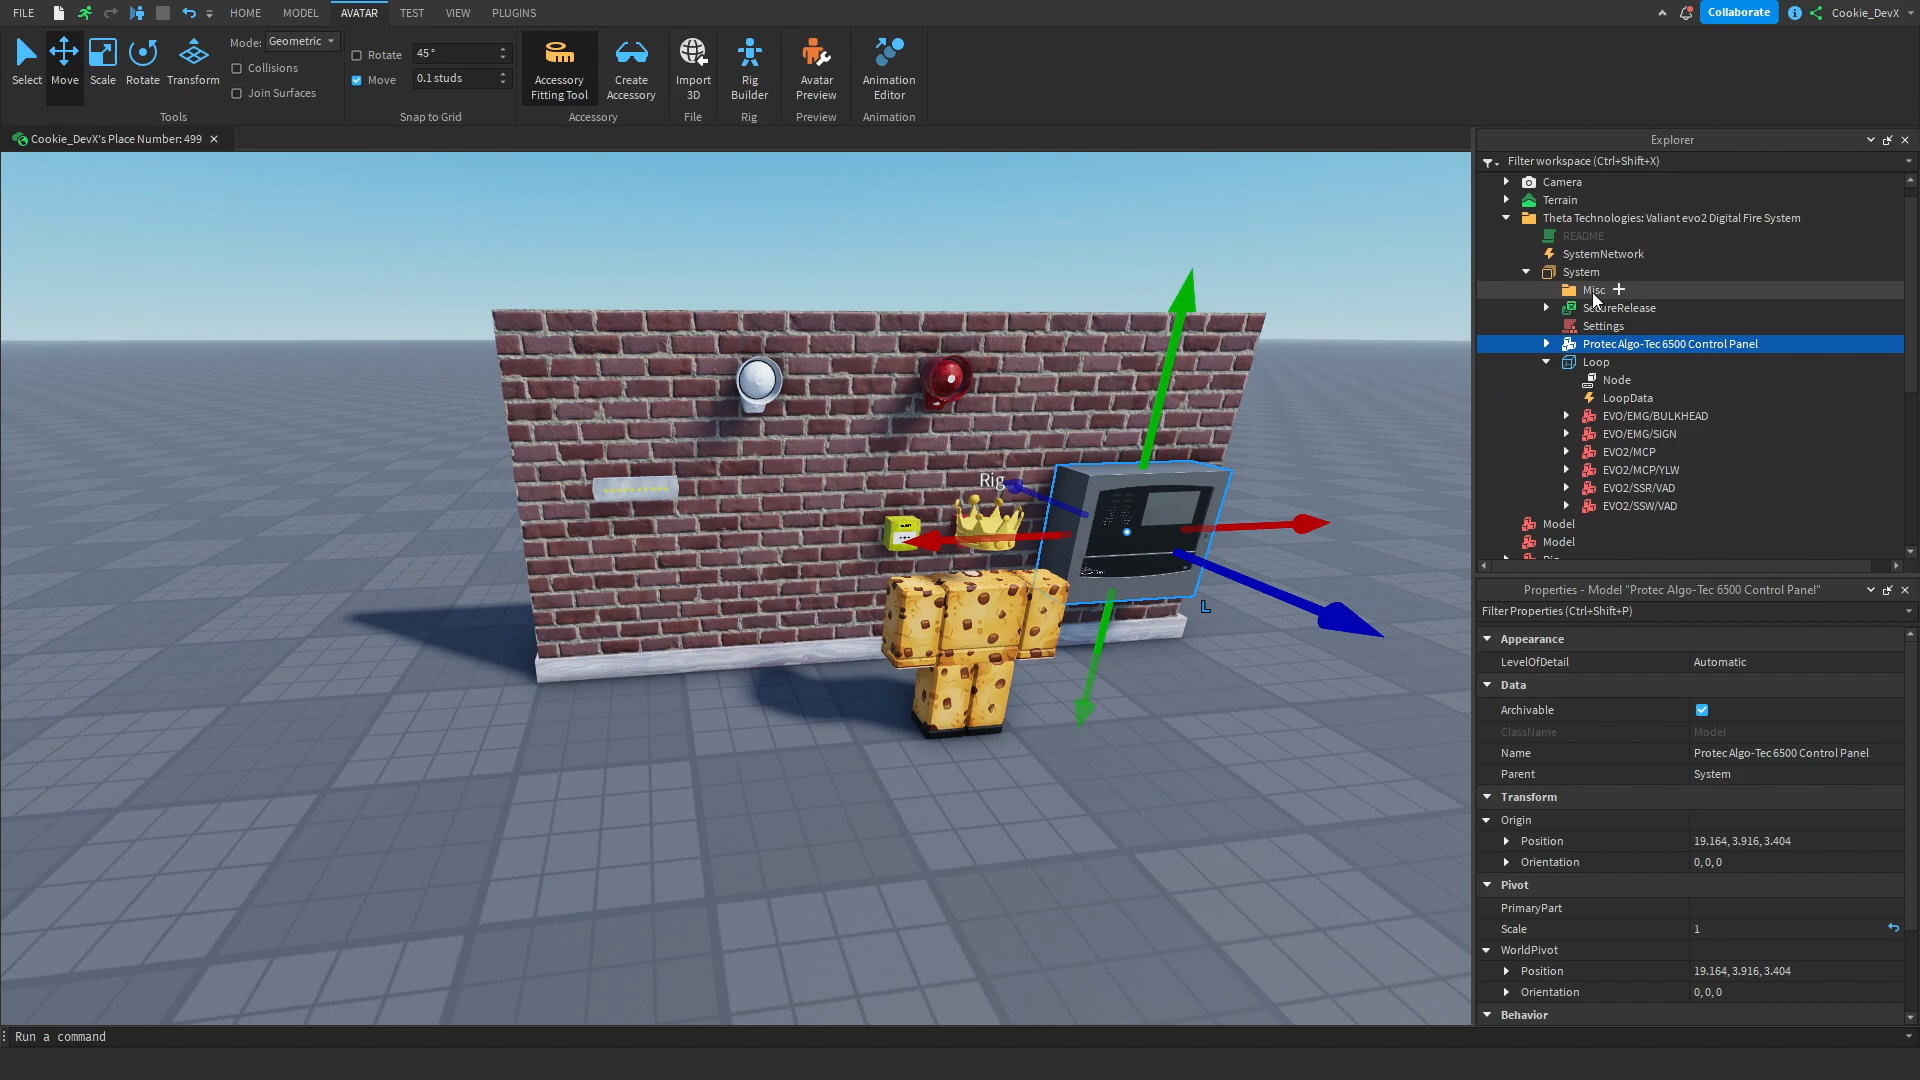 FILE
HOME
MODEL
AVATAR
TEST
VIEW
PLUGINS
Collaborate
Cookie_DevX
Select
Move
Scale
Rotate
Transform
Mode: Geometric
Collisions
Join Surfaces
Tools
Rotate 45°
Move 0.1 studs
Snap to Grid
Accessory
Fitting Tool
Create
Accessory
Accessory
Import
3D
File
Rig
Builder
Rig
Avatar
Preview
Preview
Animation
Editor
Animation
Cookie_DevX's Place Number: 499
Rig
L
Explorer
Filter workspace (Ctrl+Shift+X)
Camera
Terrain
Theta Technologies: Valiant evo2 Digital Fire System
README
SystemNetwork
System
Misc
SecureRelease
Settings
Protec Algo-Tec 6500 Control Panel
Loop
Node
LoopData
EVO/EMG/BULKHEAD
EVO/EMG/SIGN
EVO2/MCP
EVO2/MCP/YLW
EVO2/SSR/VAD
EVO2/SSW/VAD
Model
Model
Properties - Model "Protec Algo-Tec 6500 Control Panel"
Filter Properties (Ctrl+Shift+P)
Appearance
LevelOfDetail Automatic
Data
Archivable
ClassName Model
Name Protec Algo-Tec 6500 Control Panel
Parent System
Transform
Origin
Position 19.164, 3.916, 3.404
Orientation 0, 0, 0
Pivot
PrimaryPart
Scale 1
WorldPivot
Position 19.164, 3.916, 3.404
Orientation 0, 0, 0
Behavior
Run a command